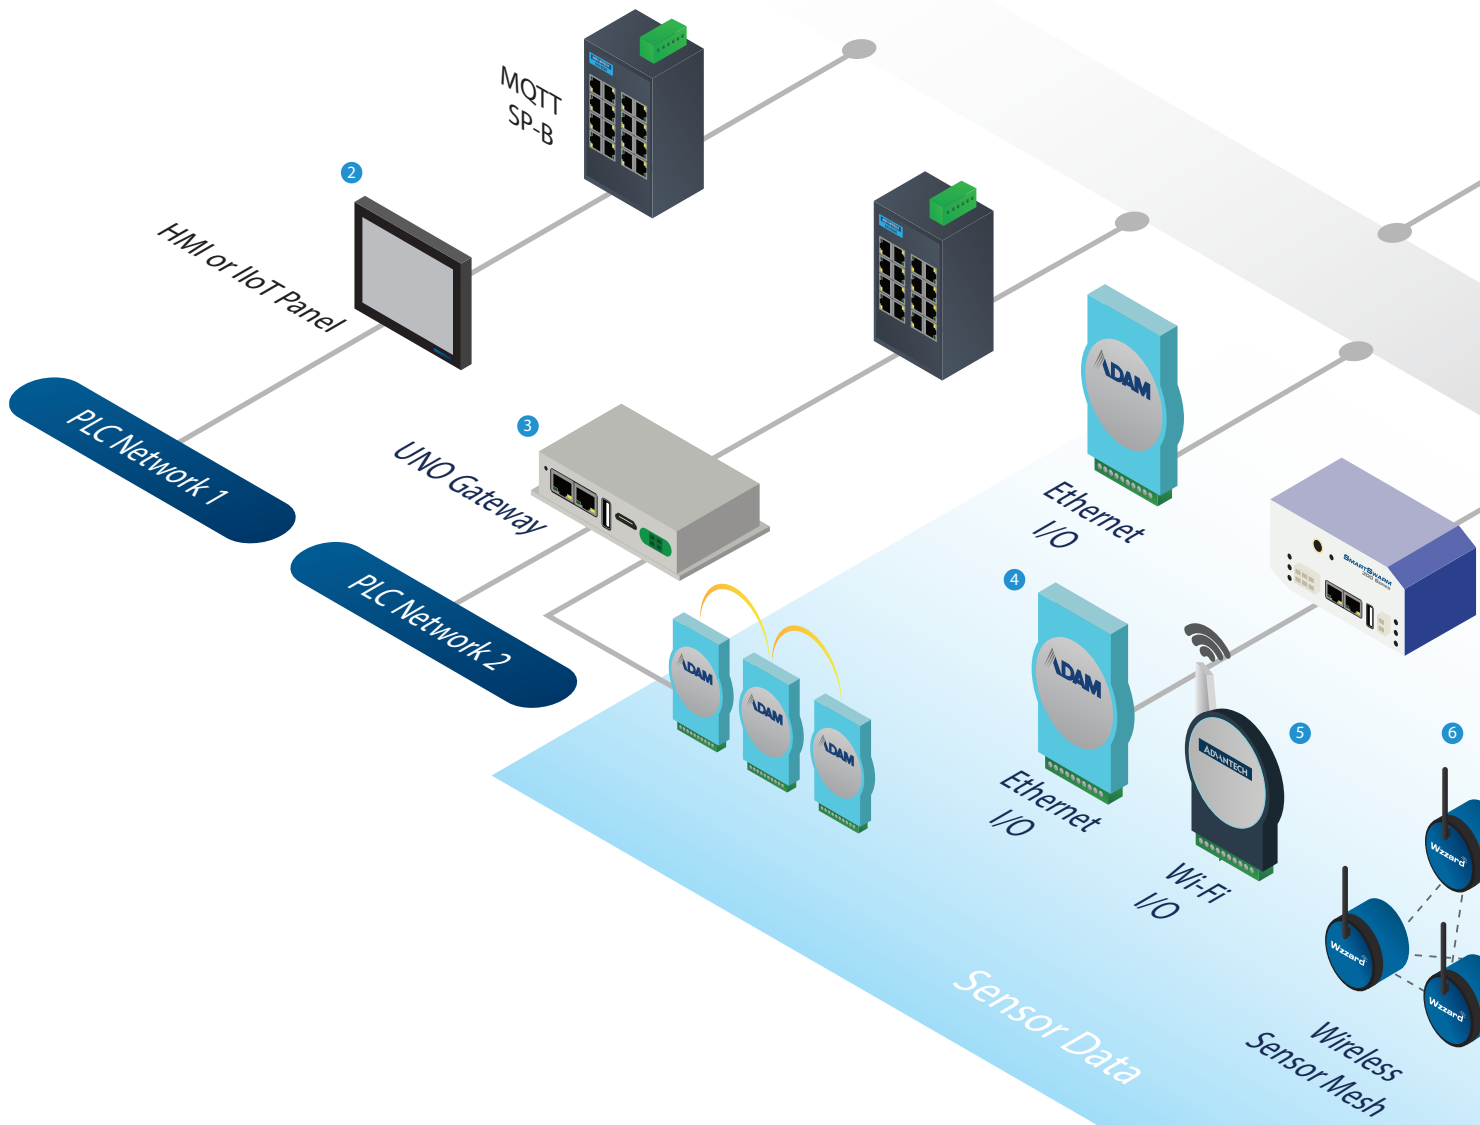 MQTT
SP-B
2
HMI or IIoT Panel
PLC Network 1
3
UNO Gateway
PLC Network 2
ADAM
Ethernet
I/O
4
SmartSwarm
ADAM
ADAM
ADAM
ADAM
Ethernet
I/O
5
ADVANTECH
Wi-Fi
I/O
6
Wzzard
Wzzard
Wzzard
Wireless
Sensor Mesh
Sensor Data